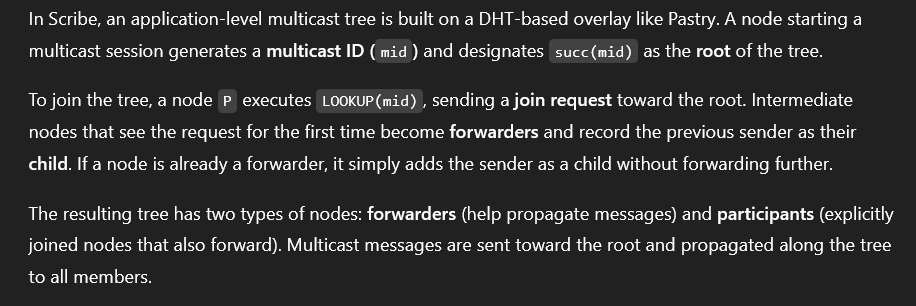 In Scribe, an application-level multicast tree is built on a DHT-based overlay like Pastry. A node starting a
multicast session generates a multicast ID (mid) and designates succ(mid) as the root of the tree.
To join the tree, a node P executes LOOKUP(mid), sending a join request toward the root. Intermediate
nodes that see the request for the first time become forwarders and record the previous sender as their
child. If a node is already a forwarder, it simply adds the sender as a child without forwarding further.
The resulting tree has two types of nodes: forwarders (help propagate messages) and participants (explicitly
joined nodes that also forward). Multicast messages are sent toward the root and propagated along the tree
to all members.